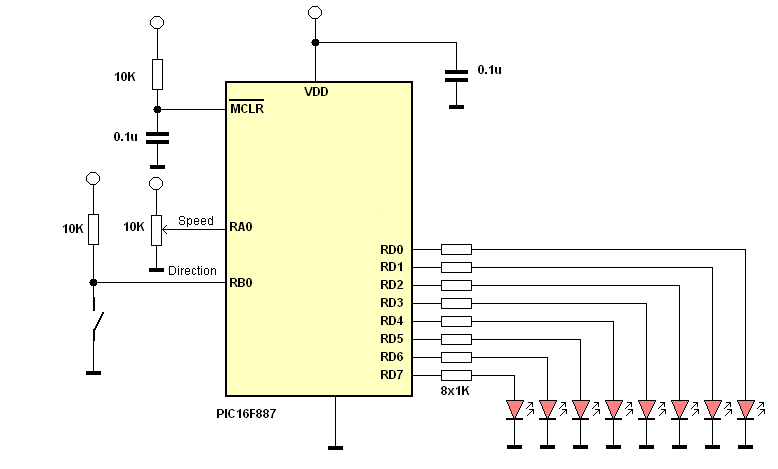 10K
0.1u
VDD
MCLR
0.1u
10K
10K
Speed
RA0
Direction
RB0
RD0
RD1
RD2
RD3
RD4
RD5
RD6
RD7
8x1K
PIC16F887